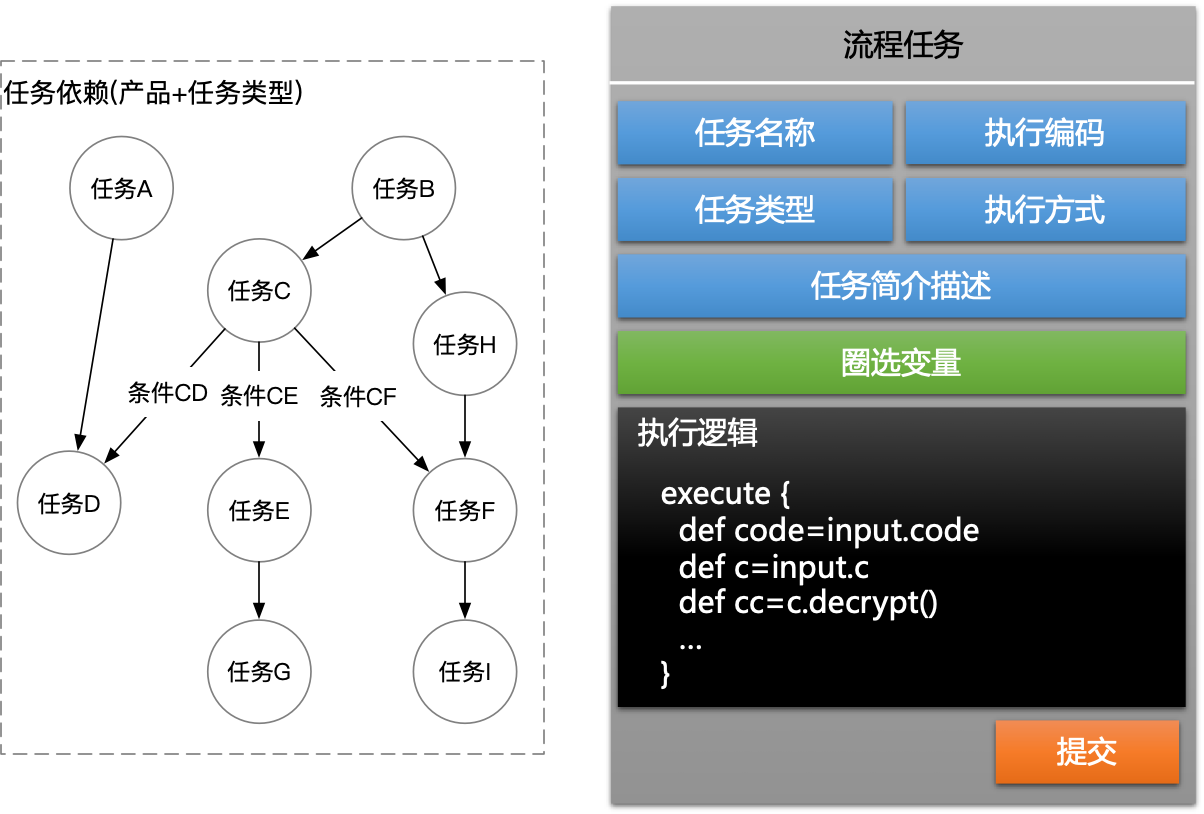 任务依赖(产品+任务类型)
任务A
任务B
任务C
任务H
条件CD
条件CE
条件CF
任务D
任务E
任务F
任务G
任务I
流程任务
任务名称
执行编码
任务类型
执行方式
任务简介描述
圈选变量
执行逻辑
execute {
def code=input.code
def c=input.c
def cc=c.decrypt()
...
}
提交